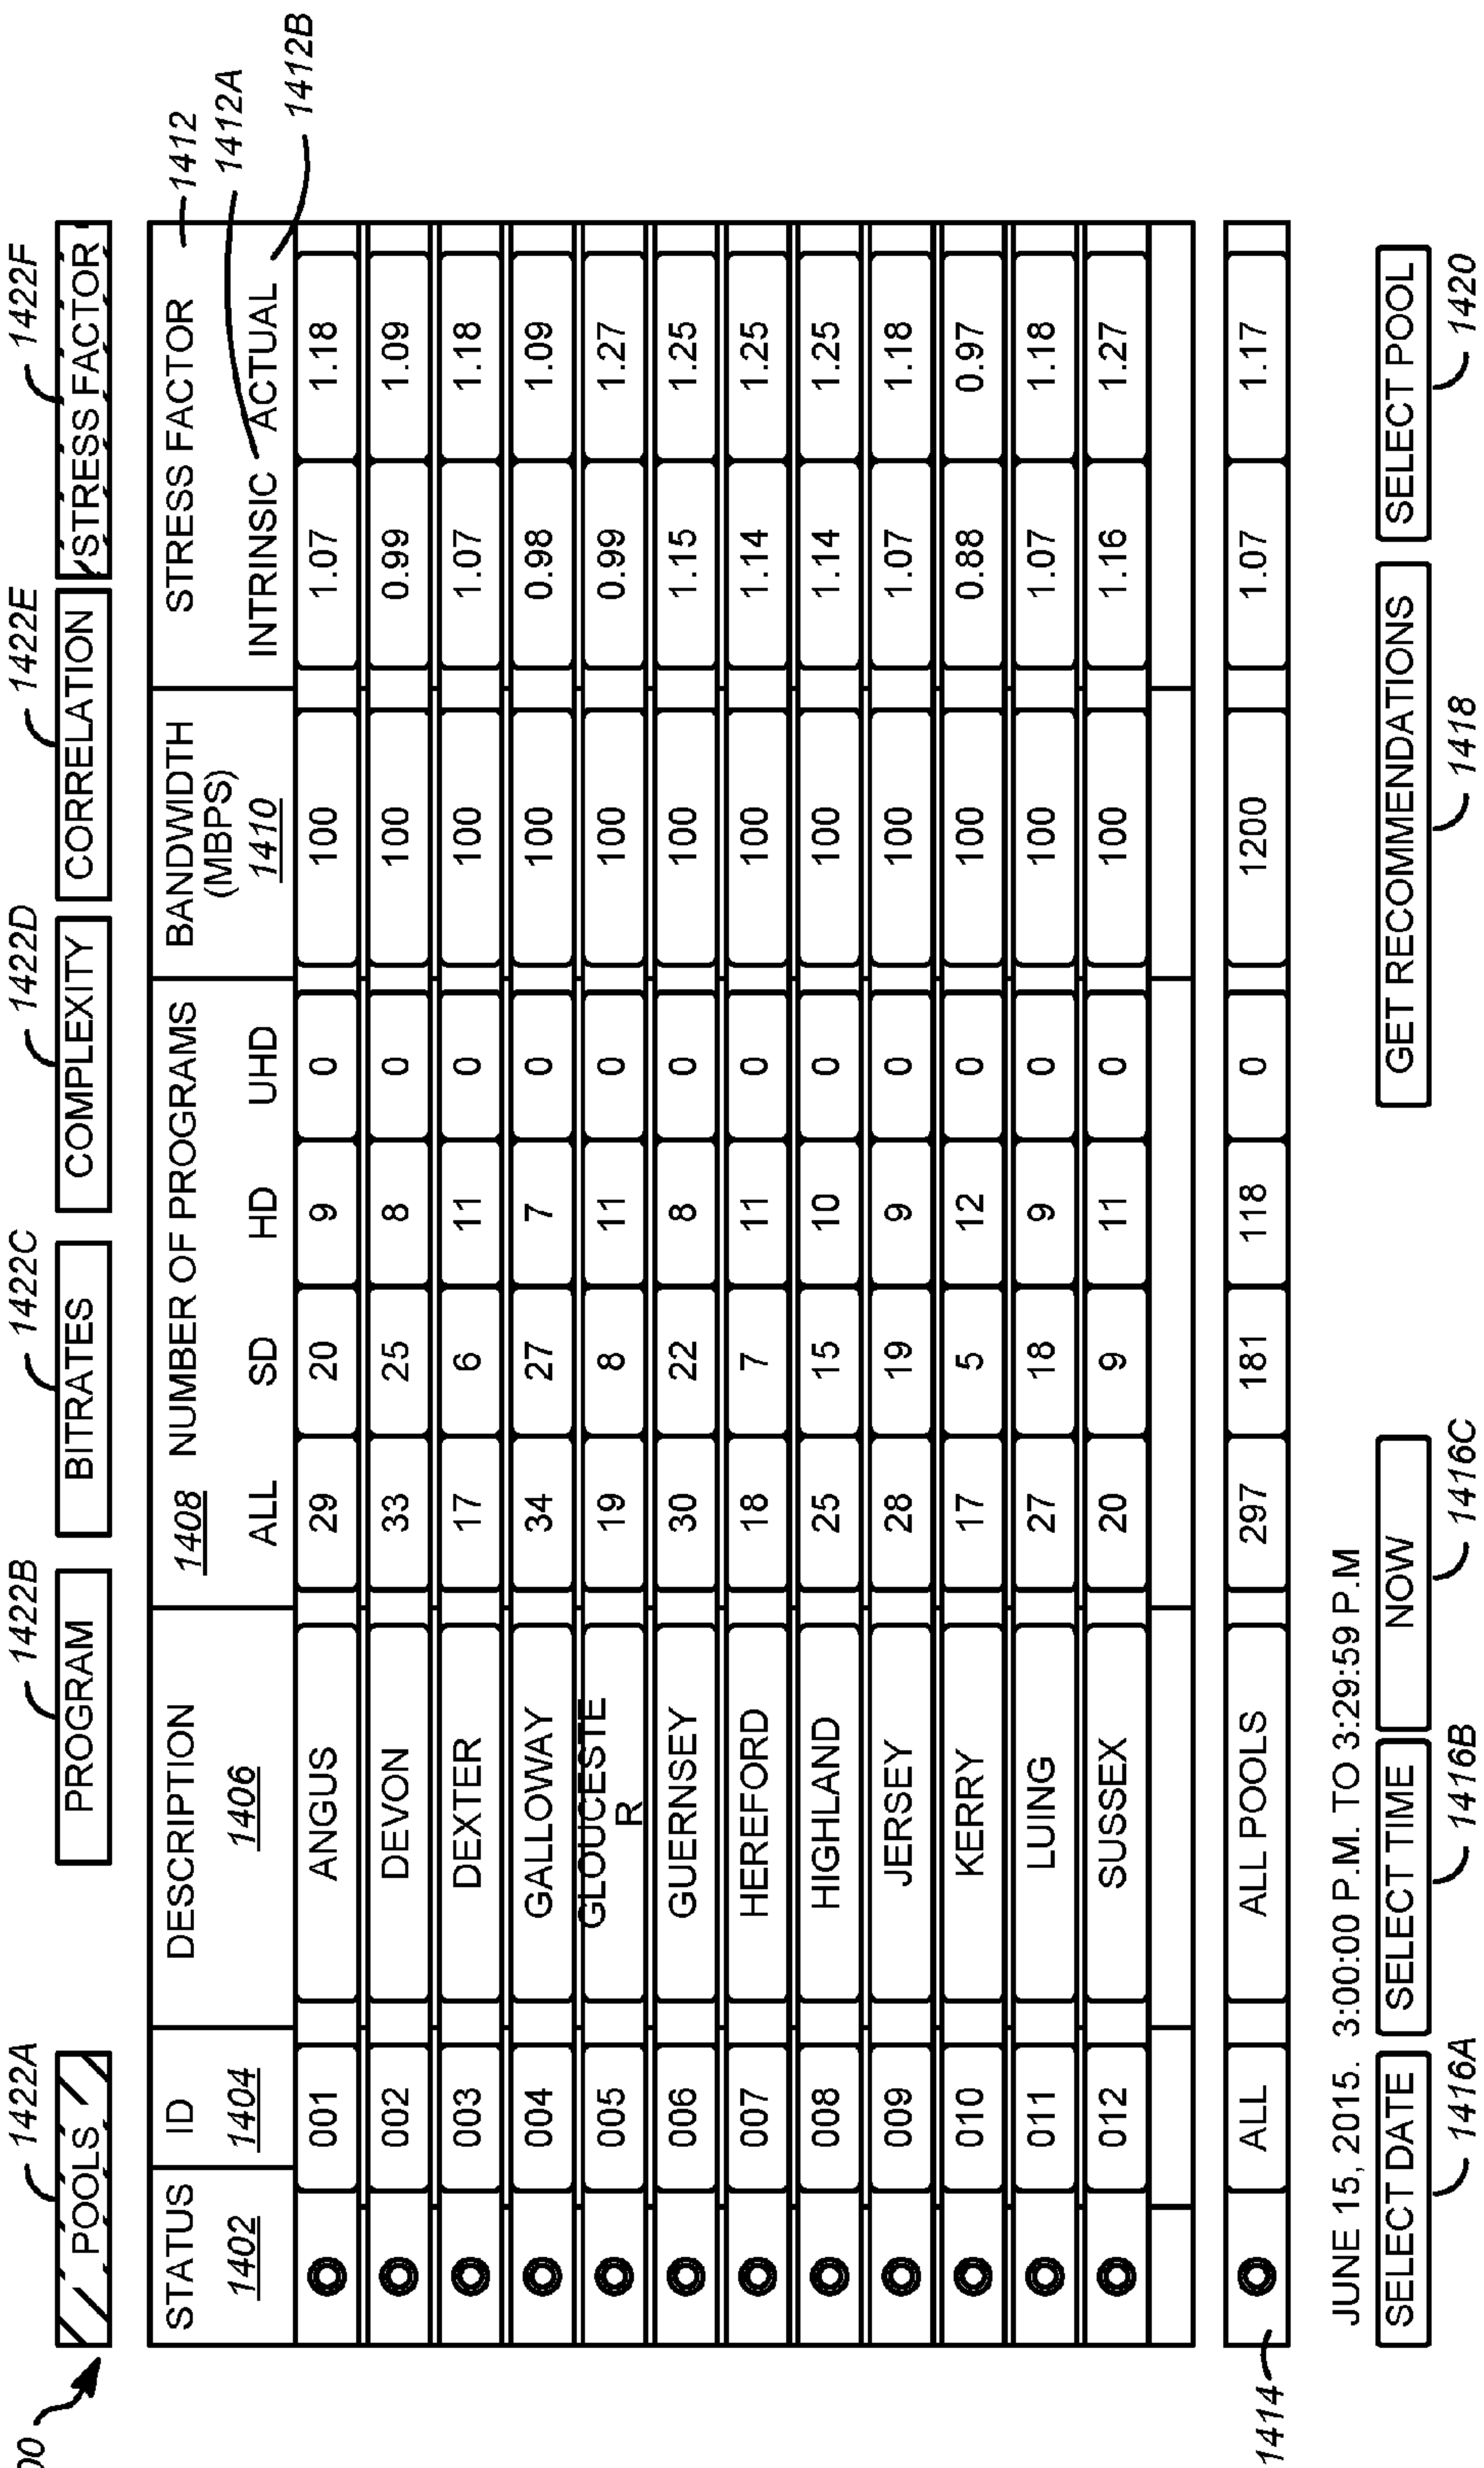 00
1422A 1422B 1422C 1422D 1422E 1422F
POOLS PROGRAM BITRATES COMPLEXITY CORRELATION STRESS FACTOR
STATUS ID DESCRIPTION 1408 NUMBER OF PROGRAMS BANDWIDTH STRESS FACTOR 1412
(MBPS) 1412A
1402 1404 1406 ALL SD HD UHD 1410 INTRINSIC ACTUAL 1412B
001 ANGUS 29 20 9 0 100 1.07 1.18
002 DEVON 33 25 8 0 100 0.99 1.09
003 DEXTER 17 6 11 0 100 1.07 1.18
004 GALLOWAY 34 27 7 0 100 0.98 1.09
005 GLOUCESTE
R 19 8 11 0 100 0.99 1.27
006 GUERNSEY 30 22 8 0 100 1.15 1.25
007 HEREFORD 18 7 11 0 100 1.14 1.25
008 HIGHLAND 25 15 10 0 100 1.14 1.25
009 JERSEY 28 19 9 0 100 1.07 1.18
010 KERRY 17 5 12 0 100 0.88 0.97
011 LUING 27 18 9 0 100 1.07 1.18
012 SUSSEX 20 9 11 0 100 1.16 1.27
1414 ALL ALL POOLS 297 181 118 0 1200 1.07 1.17
JUNE 15, 2015. 3:00:00 P.M. TO 3:29:59 P.M
SELECT DATE SELECT TIME NOW GET RECOMMENDATIONS SELECT POOL
1416A 1416B 1416C 1418 1420